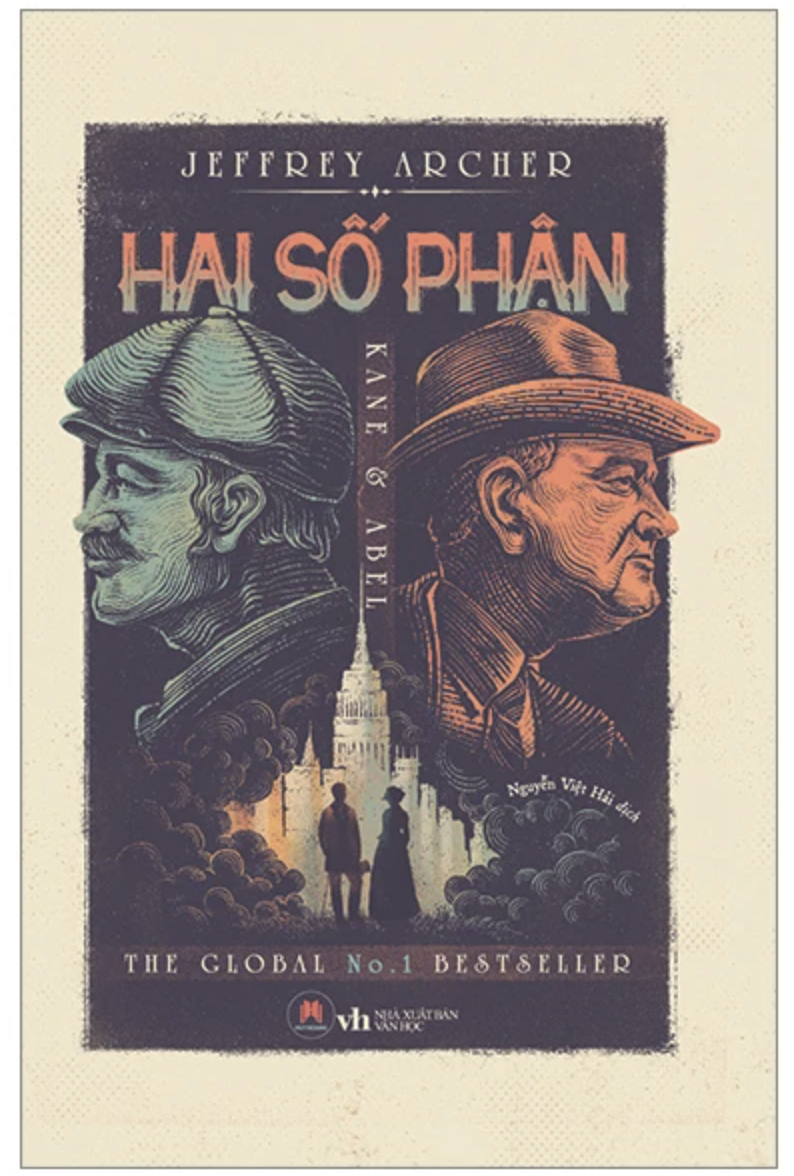 JEFFREY ARCHER
HAI SỐ PHẬN
KANE & ABEL
Nguyễn Việt Hải dịch
THE GLOBAL No.1 BESTSELLER
vh NHÀ XUẤT BẢN
VĂN HỌC